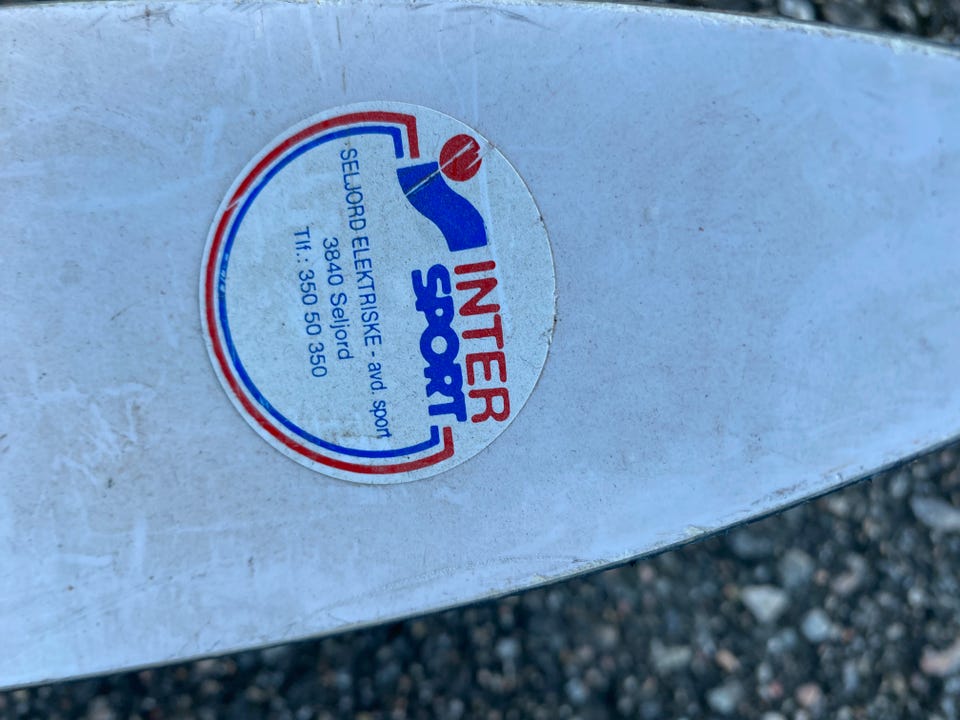 INTER
SPORT
SELJORD ELEKTRISKE - avd. sport
3840 Seljord
Tlf.: 350 50 350